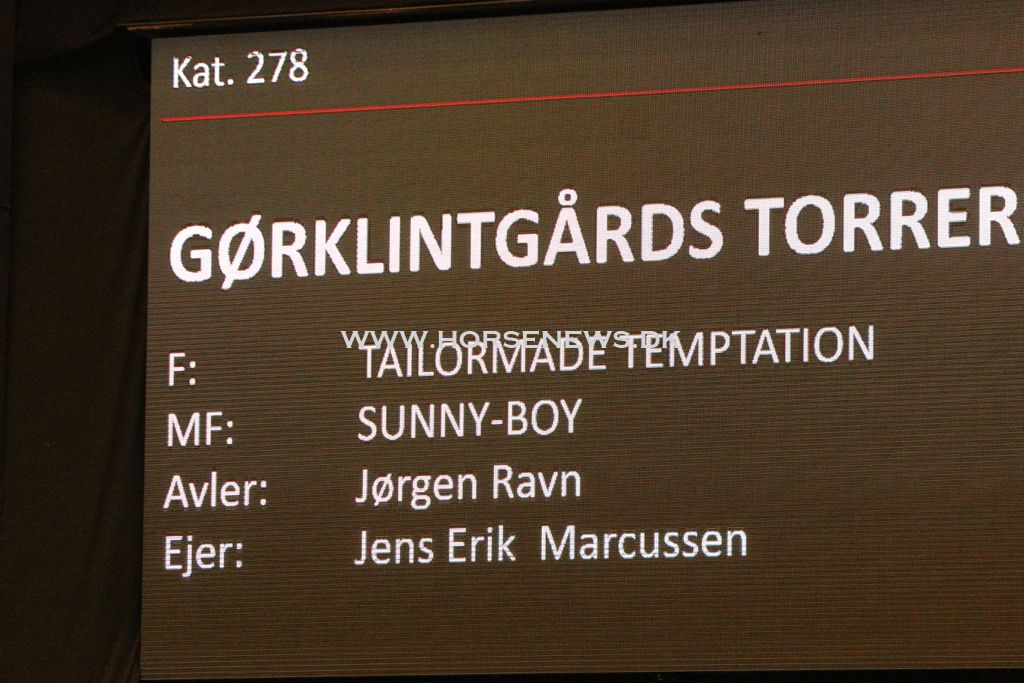 Kat. 278
GØRKLINTGÅRDS TORRER
WWW.HORSENEWS.DK
F: TAILORMADE TEMPTATION
MF: SUNNY-BOY
Avler: Jørgen Ravn
Ejer: Jens Erik Marcussen